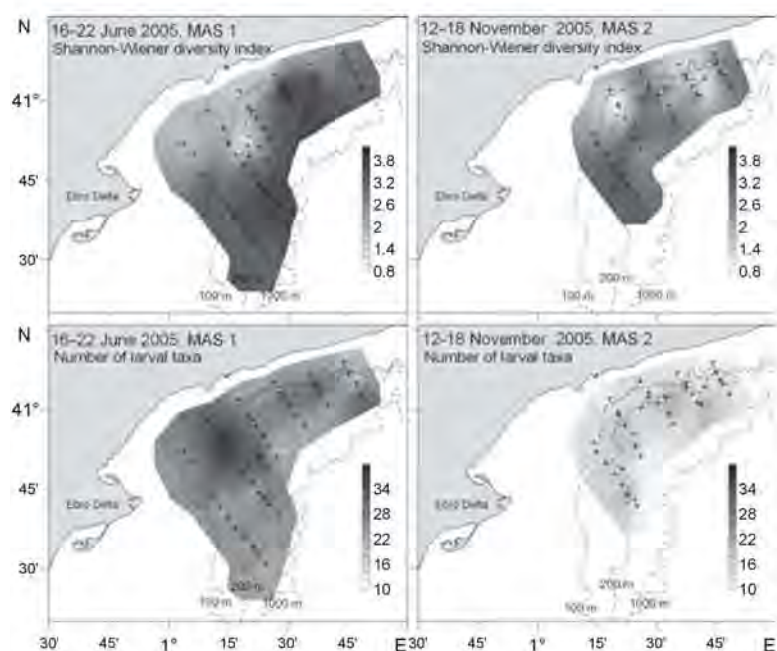 N
16–22 June 2005, MAS 1
Shannon-Wiener diversity index
12–18 November 2005, MAS 2
Shannon-Wiener diversity index
41°
45'
30'
Ebro Delta
3.8
3.2
2.6
2
1.4
0.8
100 m
1000 m
Ebro Delta
3.8
3.2
2.6
2
1.4
0.8
200 m
100 m
1000 m
N
16–22 June 2005, MAS 1
Number of larval taxa
12-18 November 2005, MAS 2
Number of larval taxa
41°
45'
30'
Ebro Delta
34
28
22
16
10
200 m
100 m
1000 m
Ebro Delta
34
28
22
16
10
200 m
100 m
1000 m
30' 45' 1° 15' 30' 45' E
30' 45' 1° 15' 30' 45' E